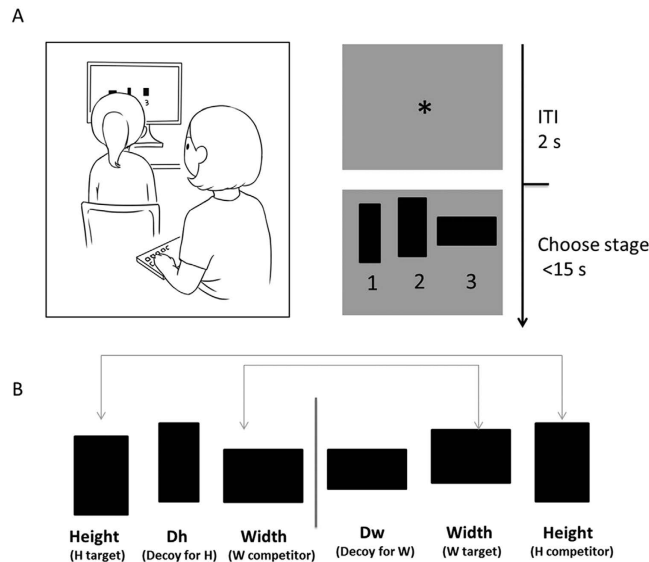 A
3
*
ITI
2 s
1 2 3
Choose stage
<15 s
B
Height Dh Width Dw Width Height
(H target) (Decoy for H) (W competitor) (Decoy for W) (W target) (H competitor)